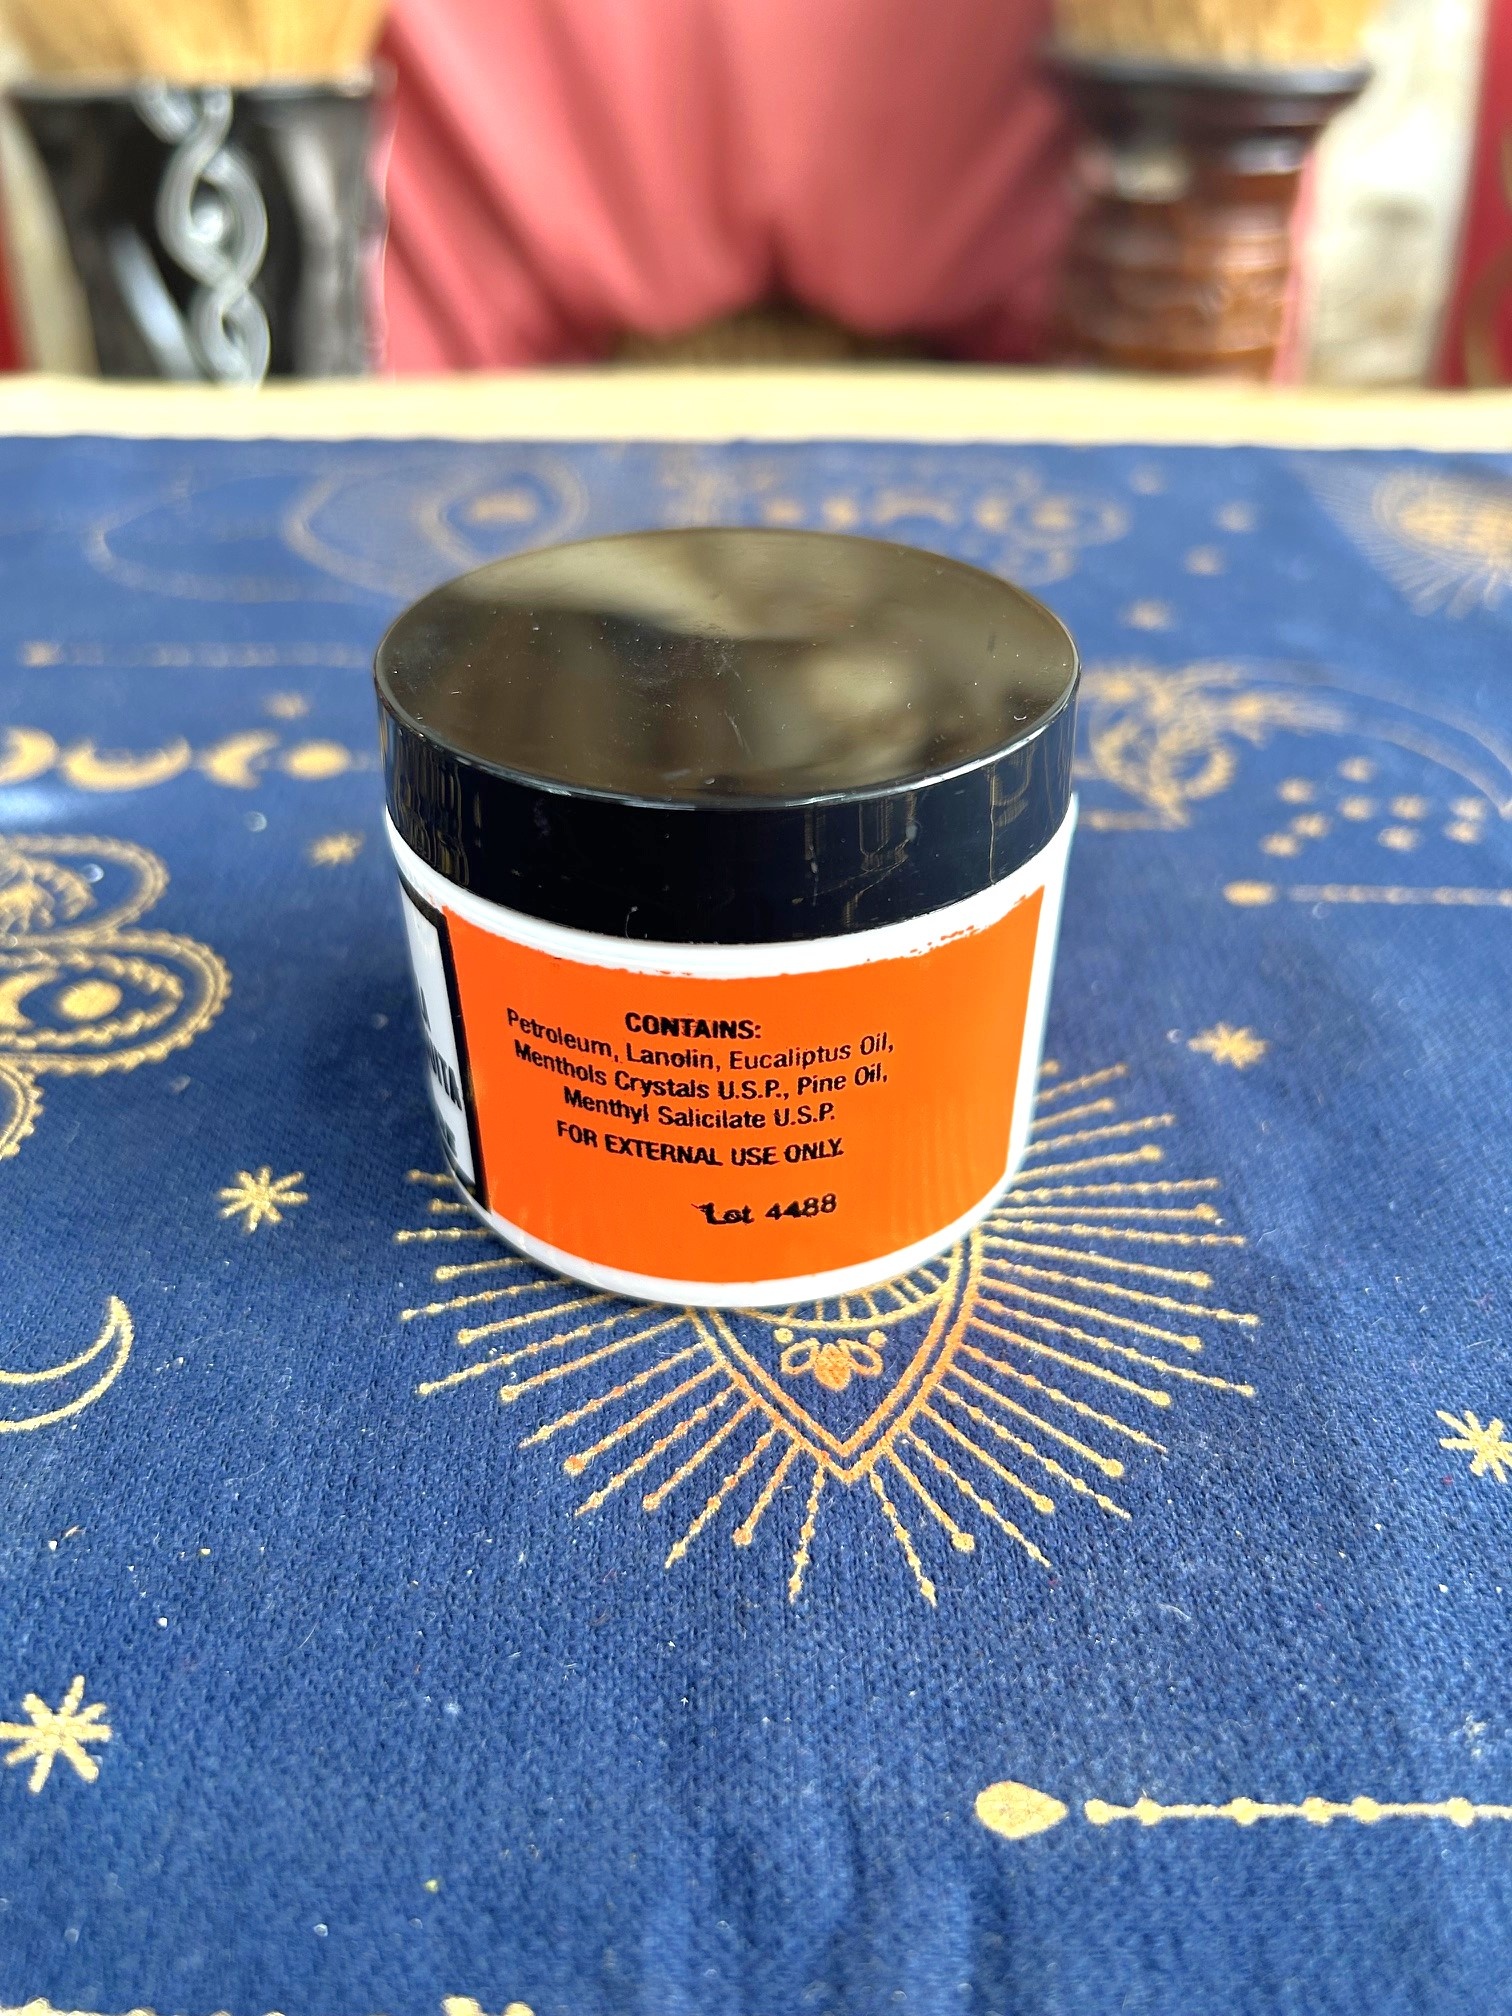 CONTAINS:
Petroleum, Lanolin, Eucaliptus Oil,
Menthols Crystals U.S.P., Pine Oil,
Menthyl Salicilate U.S.P.
FOR EXTERNAL USE ONLY.
Lot 4488